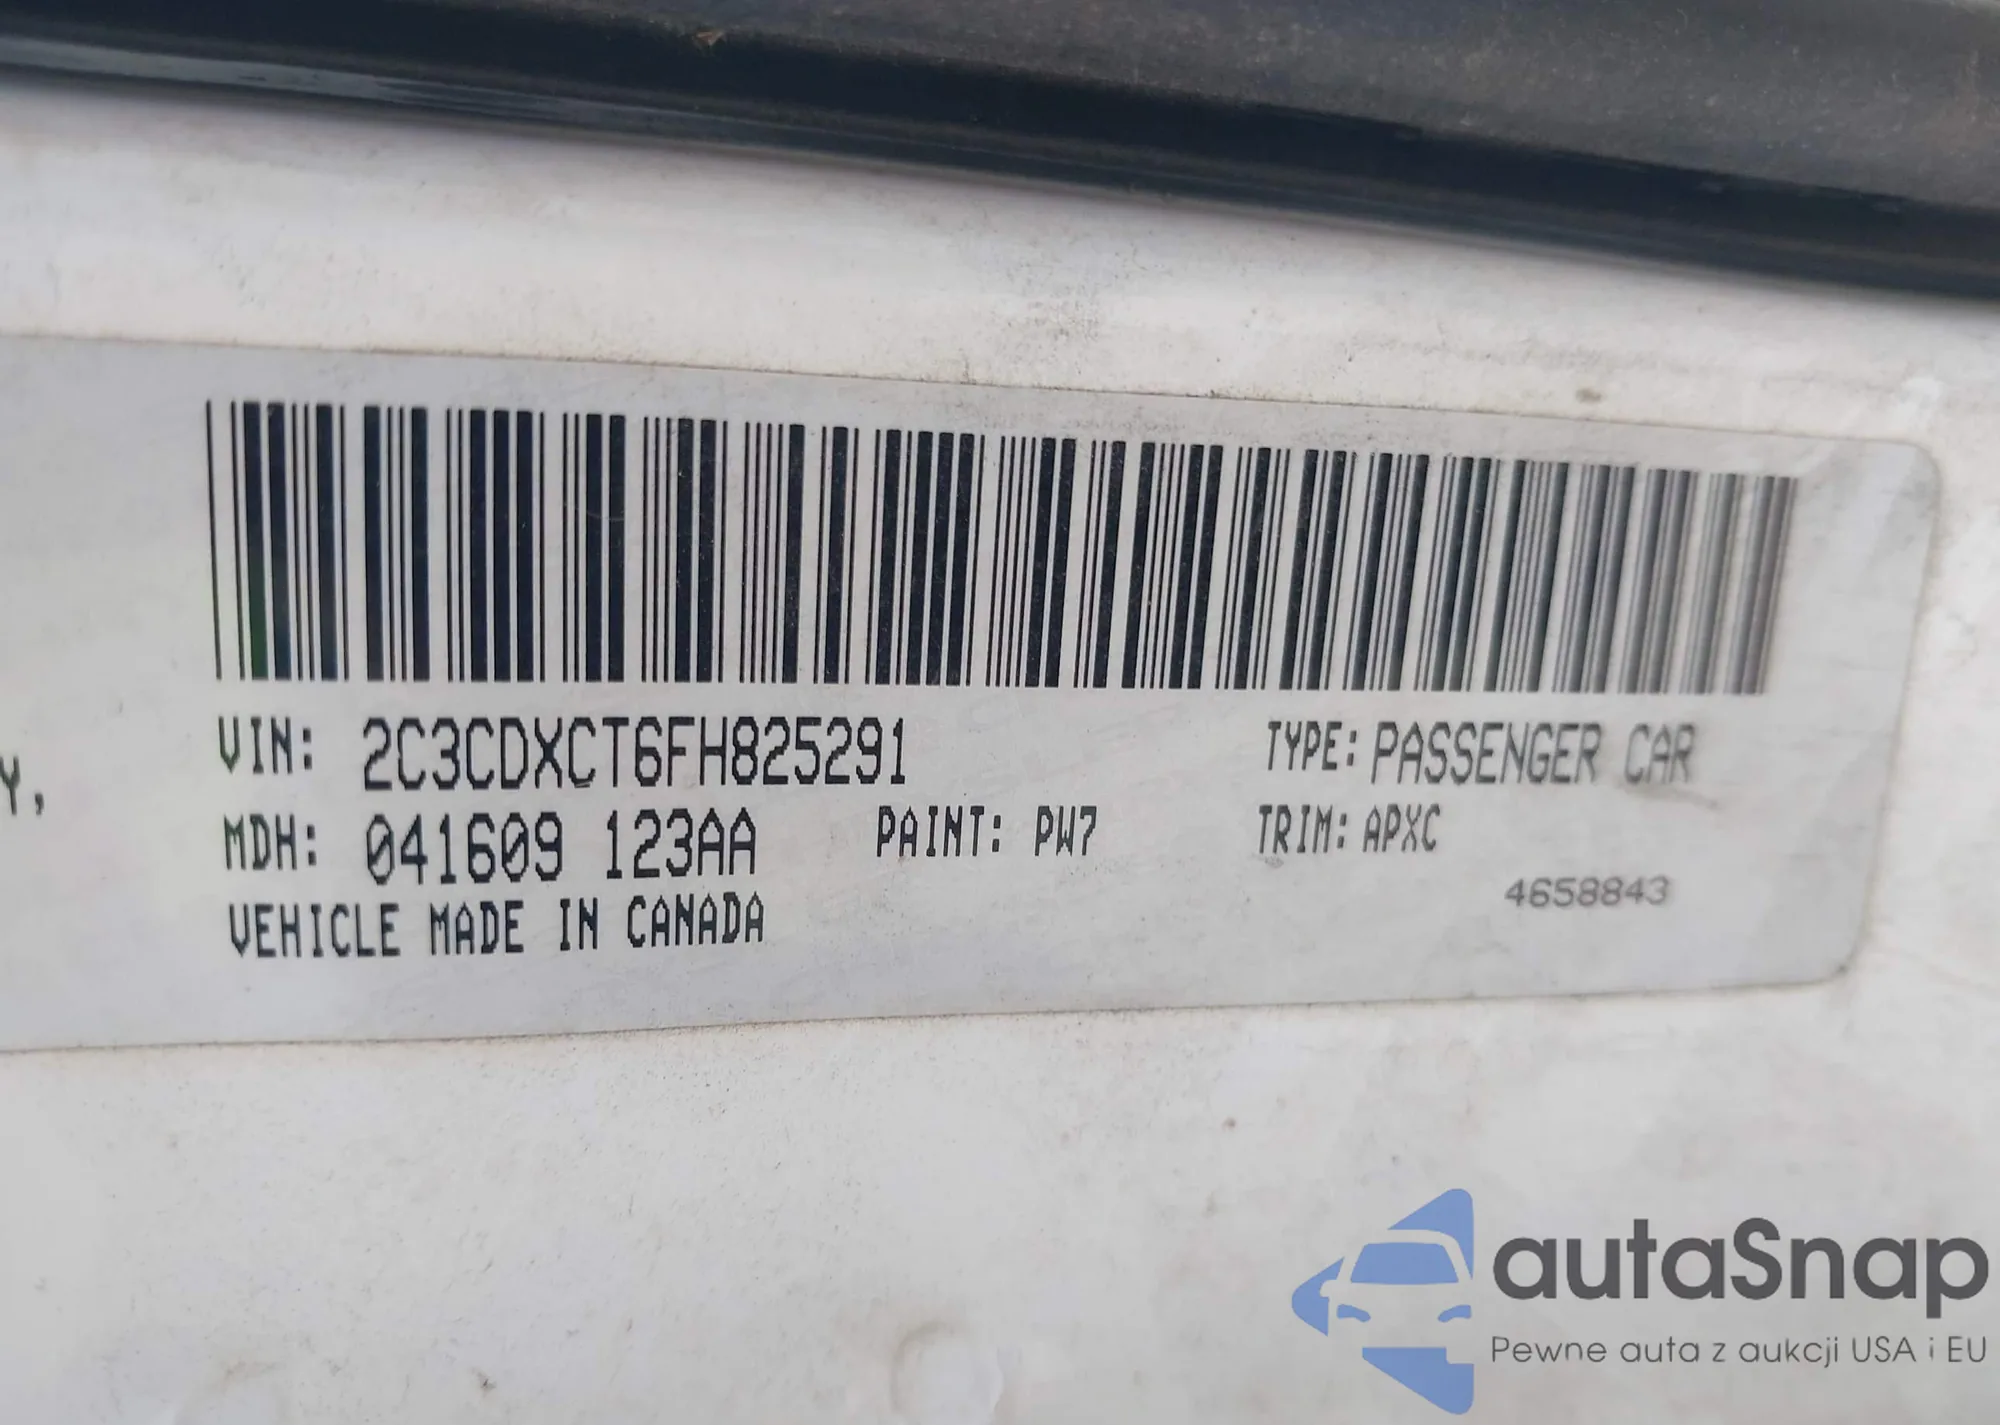 Y,
VIN: 2C3CDXCT6FH825291 TYPE: PASSENGER CAR
MDH: 041609 123AA PAINT: PW7 TRIM: APXC
VEHICLE MADE IN CANADA 4658843
autaSnap
Pewne auta z aukcji USA i EU